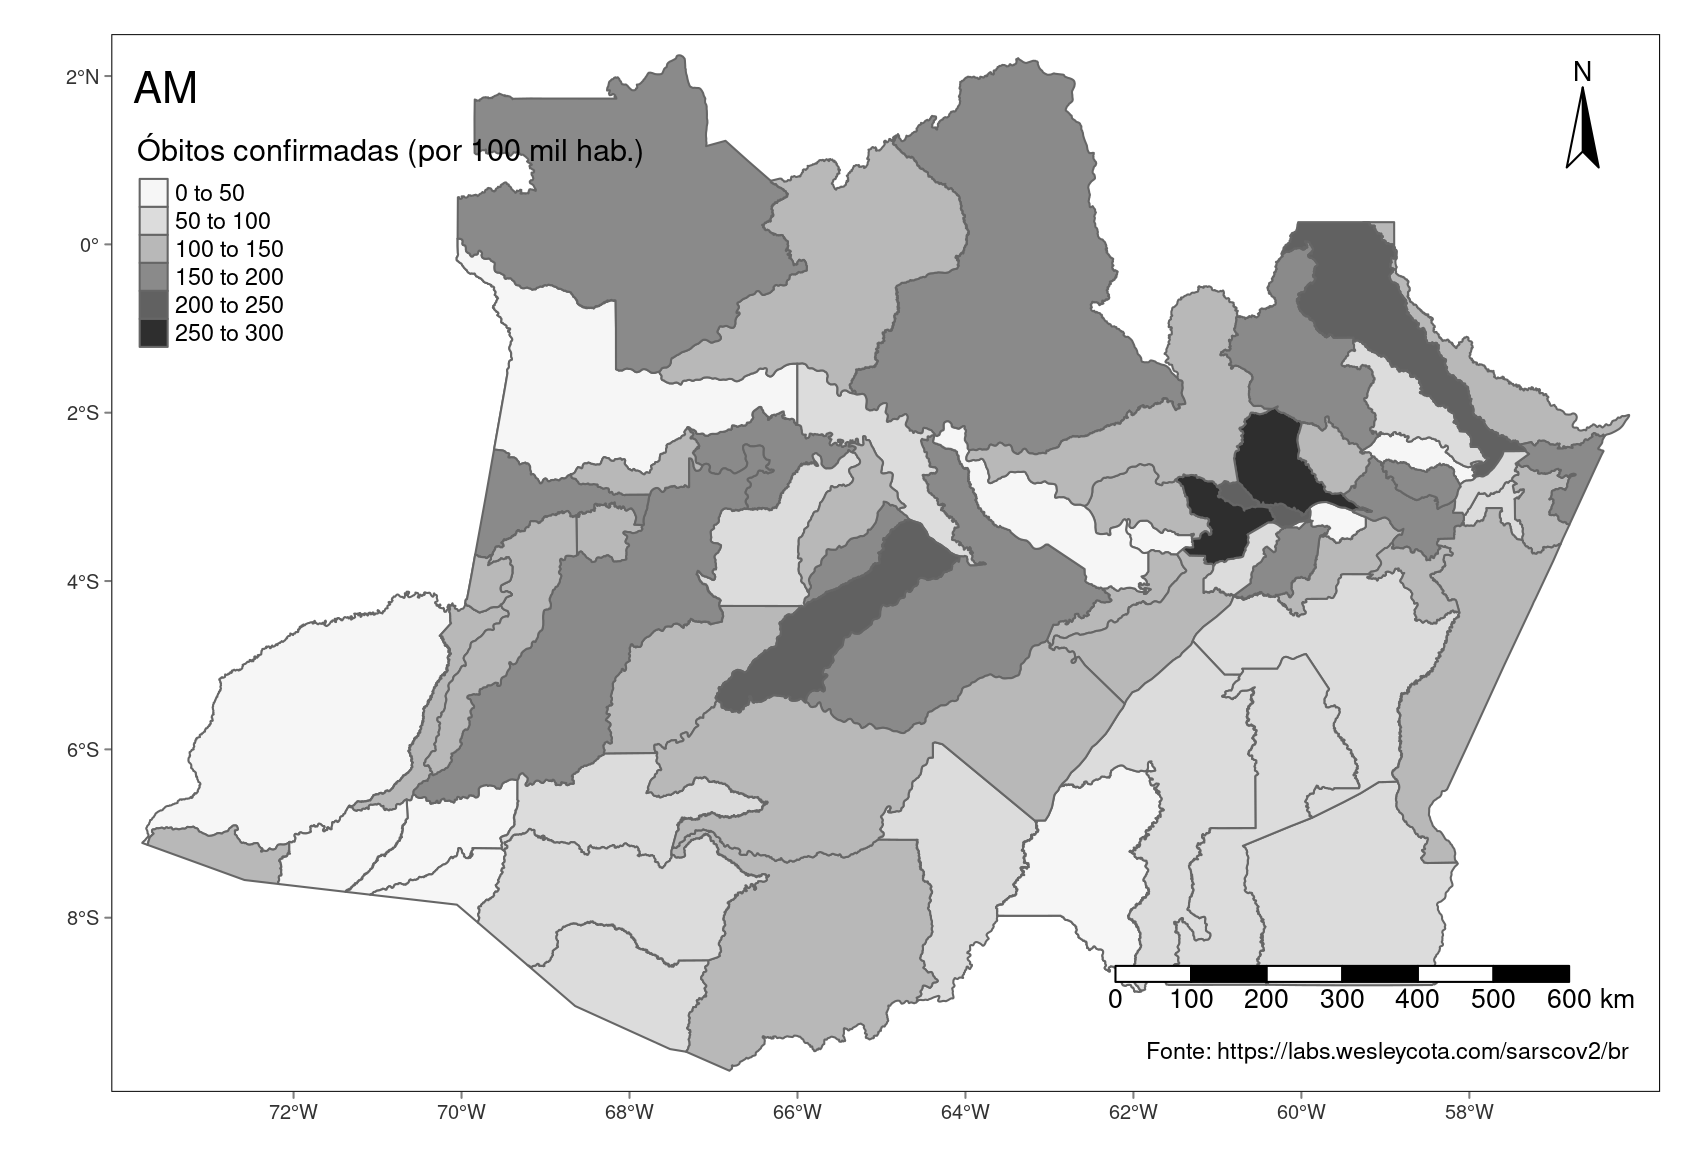 AM
Óbitos confirmadas (por 100 mil hab.)
0 to 50
50 to 100
100 to 150
150 to 200
200 to 250
250 to 300
N
2°N
0°
2°S
4°S
6°S
8°S
0 100 200 300 400 500 600 km
Fonte: https://labs.wesleycota.com/sarscov2/br
72°W 70°W 68°W 66°W 64°W 62°W 60°W 58°W